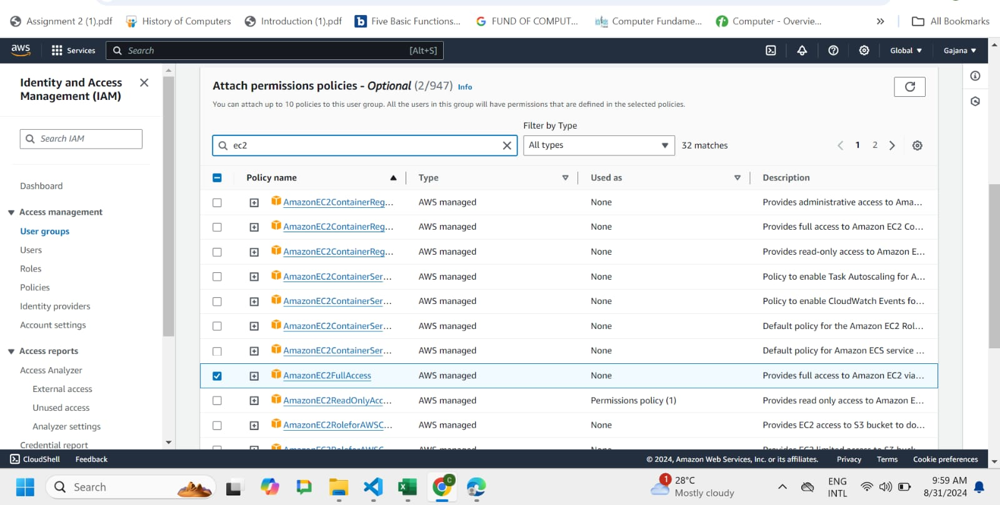 Assignment 2 (1).pdf History of Computers Introduction (1).pdf b Five Basic Functions... FUND OF COMPUT... Computer Fundame... Computer - Overvie... » All Bookmarks
aws Services Search [Alt+S] Global Gajana
Identity and Access Management (IAM)
Search IAM
Dashboard
Access management
User groups
Users
Roles
Policies
Identity providers
Account settings
Access reports
Access Analyzer
External access
Unused access
Analyzer settings
Credential report
Attach permissions policies - Optional (2/947) Info
You can attach up to 10 policies to this user group. All the users in this group will have permissions that are defined in the selected policies.
Filter by Type
ec2 All types 32 matches 1 2
Policy name Type Used as Description
AmazonEC2ContainerReg... AWS managed None Provides administrative access to Ama...
AmazonEC2ContainerReg... AWS managed None Provides full access to Amazon EC2 Co...
AmazonEC2ContainerReg... AWS managed None Provides read-only access to Amazon E...
AmazonEC2ContainerSer... AWS managed None Policy to enable Task Autoscaling for A...
AmazonEC2ContainerSer... AWS managed None Policy to enable CloudWatch Events fo...
AmazonEC2ContainerSer... AWS managed None Default policy for the Amazon EC2 Rol...
AmazonEC2ContainerSer... AWS managed None Default policy for Amazon ECS service ...
AmazonEC2FullAccess AWS managed None Provides full access to Amazon EC2 via...
AmazonEC2ReadOnlyAcc... AWS managed Permissions policy (1) Provides read only access to Amazon E...
AmazonEC2RoleforAWSC... AWS managed None Provides EC2 access to S3 bucket to do...
AmazonEC2RoleforAWSC... AWS managed None Provides EC2 limited access to S3 buck...
CloudShell Feedback © 2024, Amazon Web Services, Inc. or its affiliates. Privacy Terms Cookie preferences
Search C 1 28°C Mostly cloudy ENG INTL 9:59 AM 8/31/2024